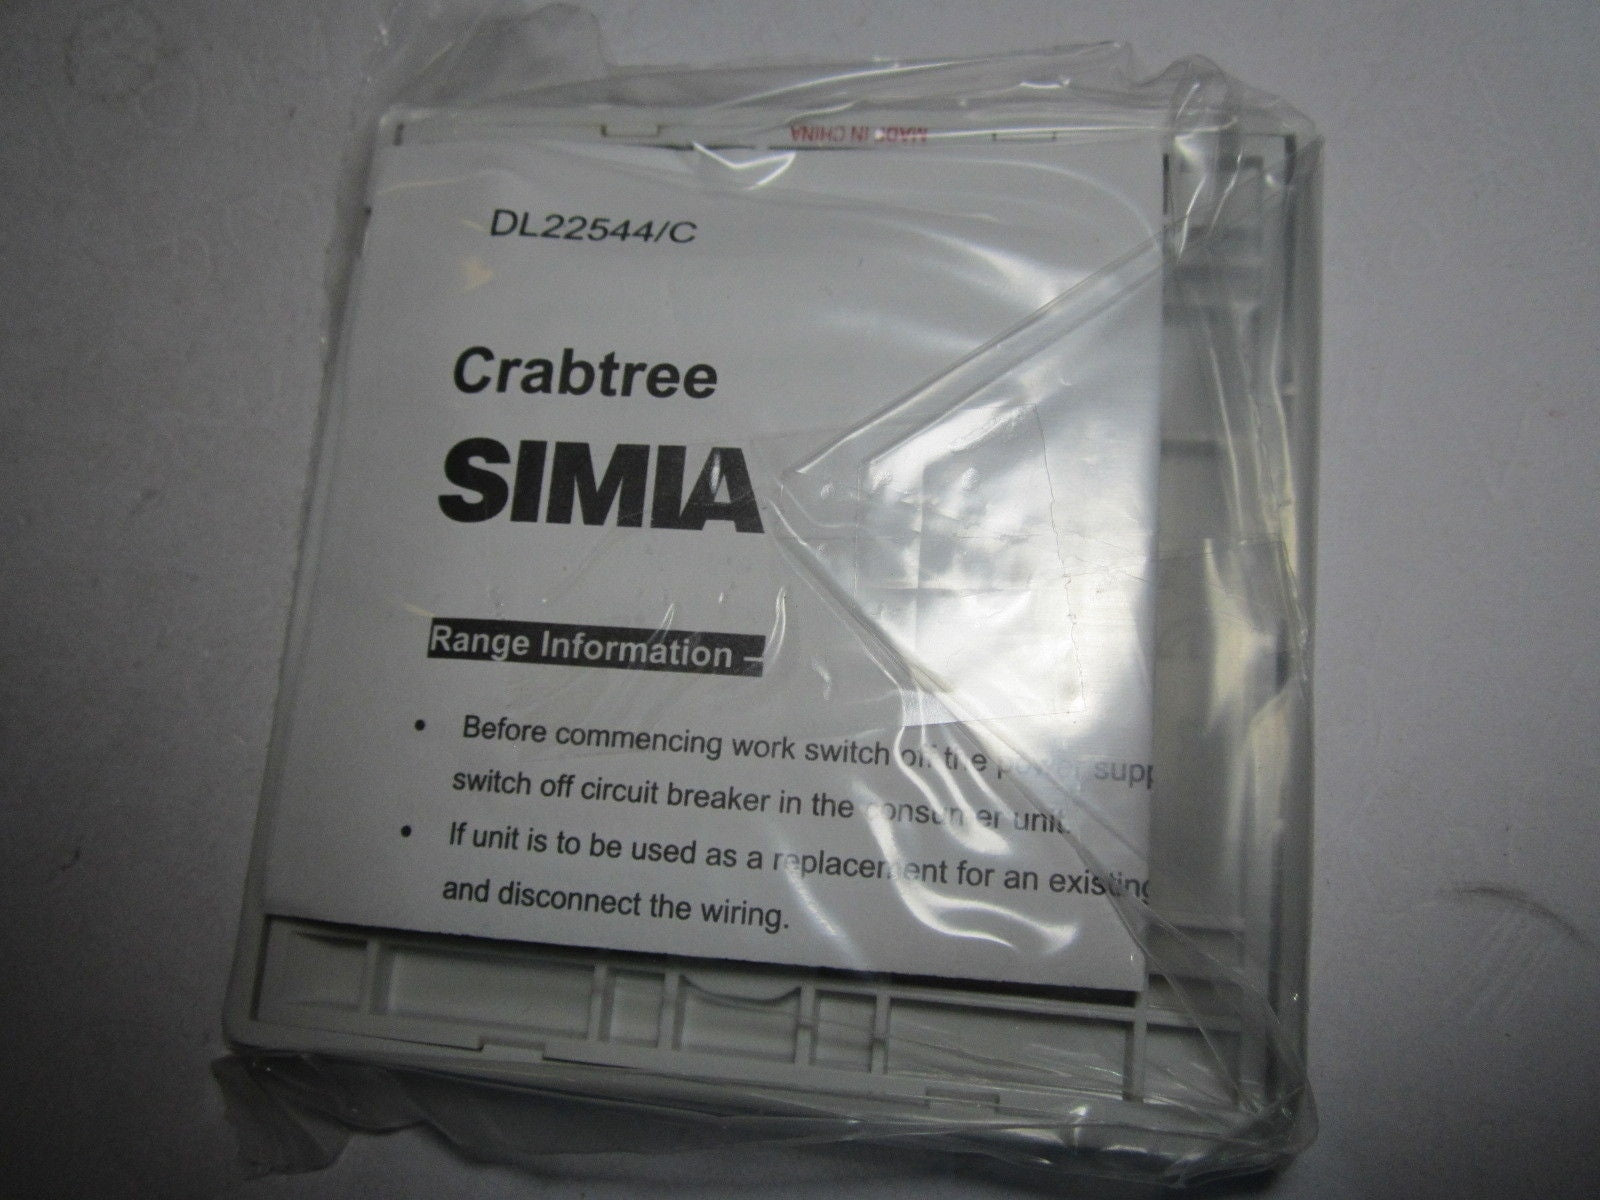 MADE IN CHINA
DL22544/C
Crabtree
SIMIA
Range Information –
• Before commencing work switch off the power supp
switch off circuit breaker in the consumer unit.
• If unit is to be used as a replacement for an existing
and disconnect the wiring.